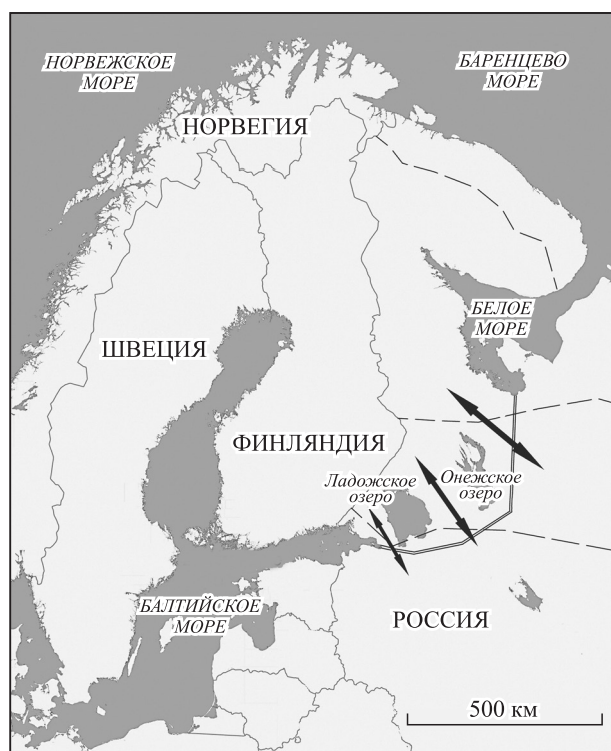 НОРВЕЖСКОЕ
МОРЕ
БАРЕНЦЕВО
МОРЕ
НОРВЕГИЯ
БЕЛОЕ
МОРЕ
ШВЕЦИЯ
ФИНЛЯНДИЯ
Ладожское
озеро
Онежское
озеро
БАЛТИЙСКОЕ
МОРЕ
РОССИЯ
500 км